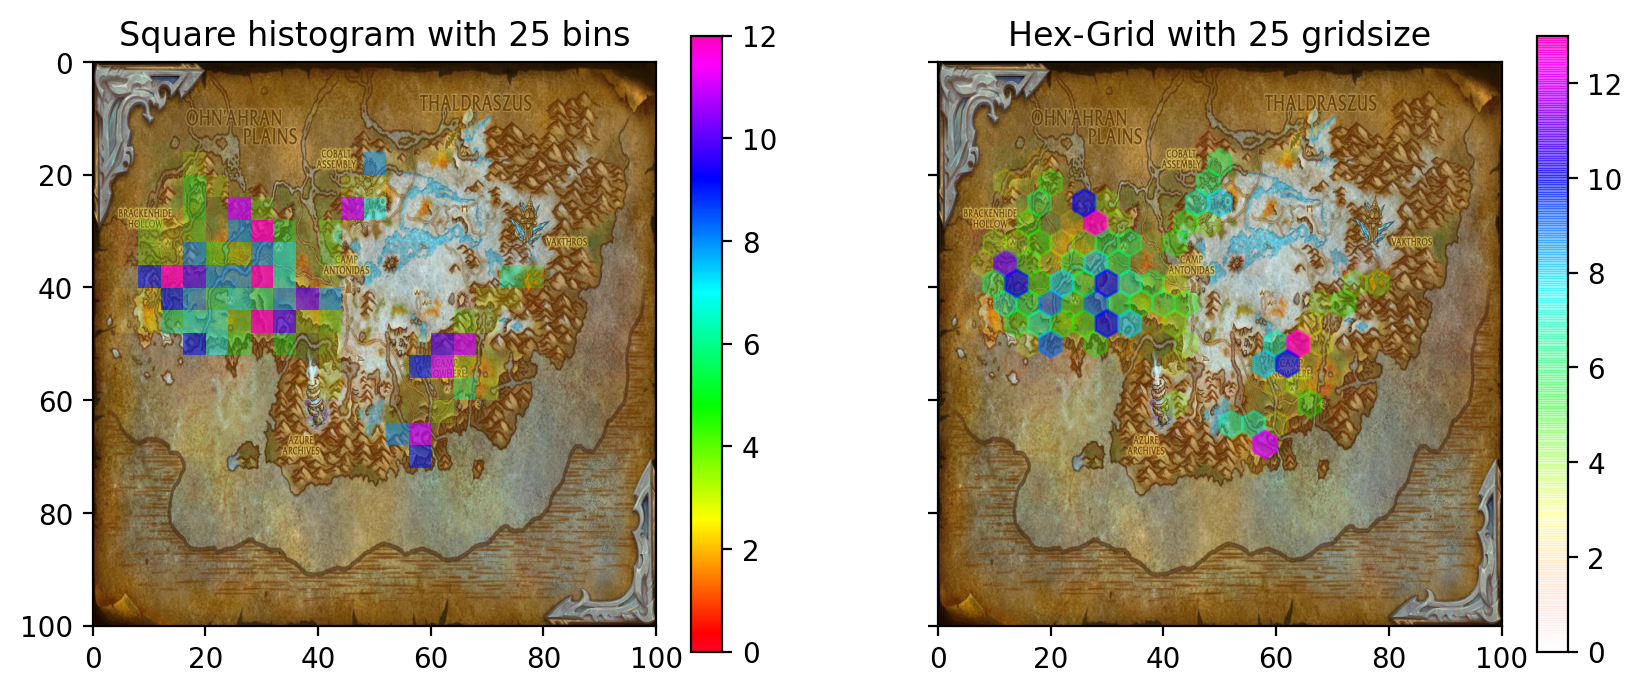 Square histogram with 25 bins
0
20
40
60
80
100
0
20
40
60
80
100
THALDRASZUS
OHN'AHRAN
PLAINS
COBALT
ASSEMBLY
BRACKENHIDE
HOLLOW
VAKTHROS
CAMP
ANTONIDAS
AZURE
ARCHIVES
12
10
8
6
4
2
0
Hex-Grid with 25 gridsize
0
20
40
60
80
100
THALDRASZUS
OHN'AHRAN
PLAINS
COBALT
ASSEMBLY
BRACKENHIDE
HOLLOW
VAKTHROS
CAMP
ANTONIDAS
AZURE
ARCHIVES
12
10
8
6
4
2
0